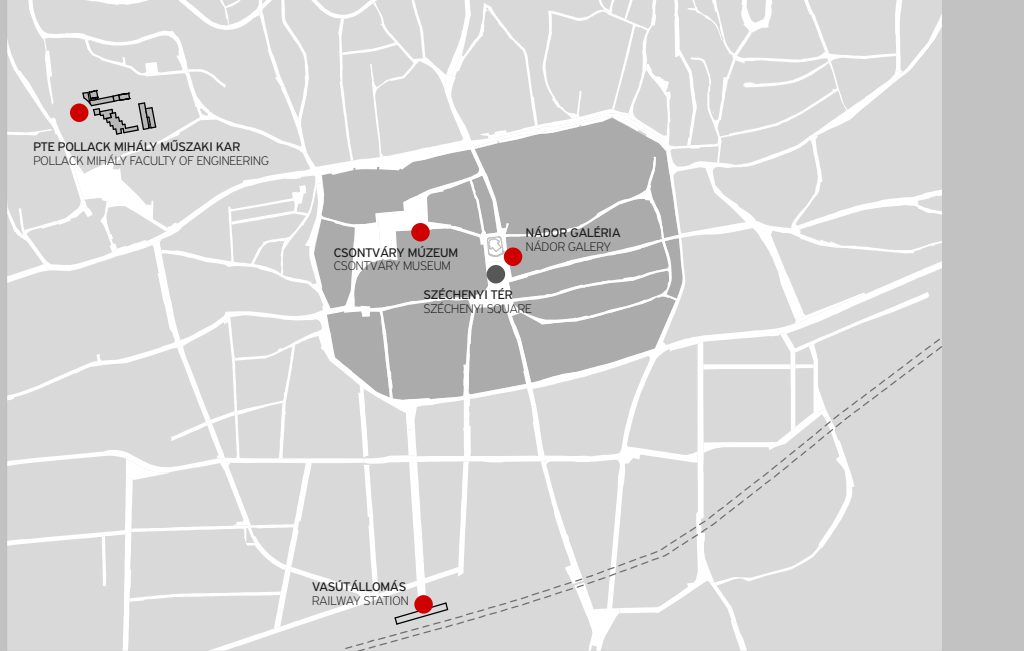 PTE POLLACK MIHÁLY MŰSZAKI KAR
POLLACK MIHÁLY FACULTY OF ENGINEERING
NÁDOR GALÉRIA
NÁDOR GALERY
CSONTVÁRY MÚZEUM
CSONTVÁRY MUSEUM
SZÉCHENYI TÉR
SZÉCHENYI SQUARE
VASÚTÁLLOMÁS
RAILWAY STATION